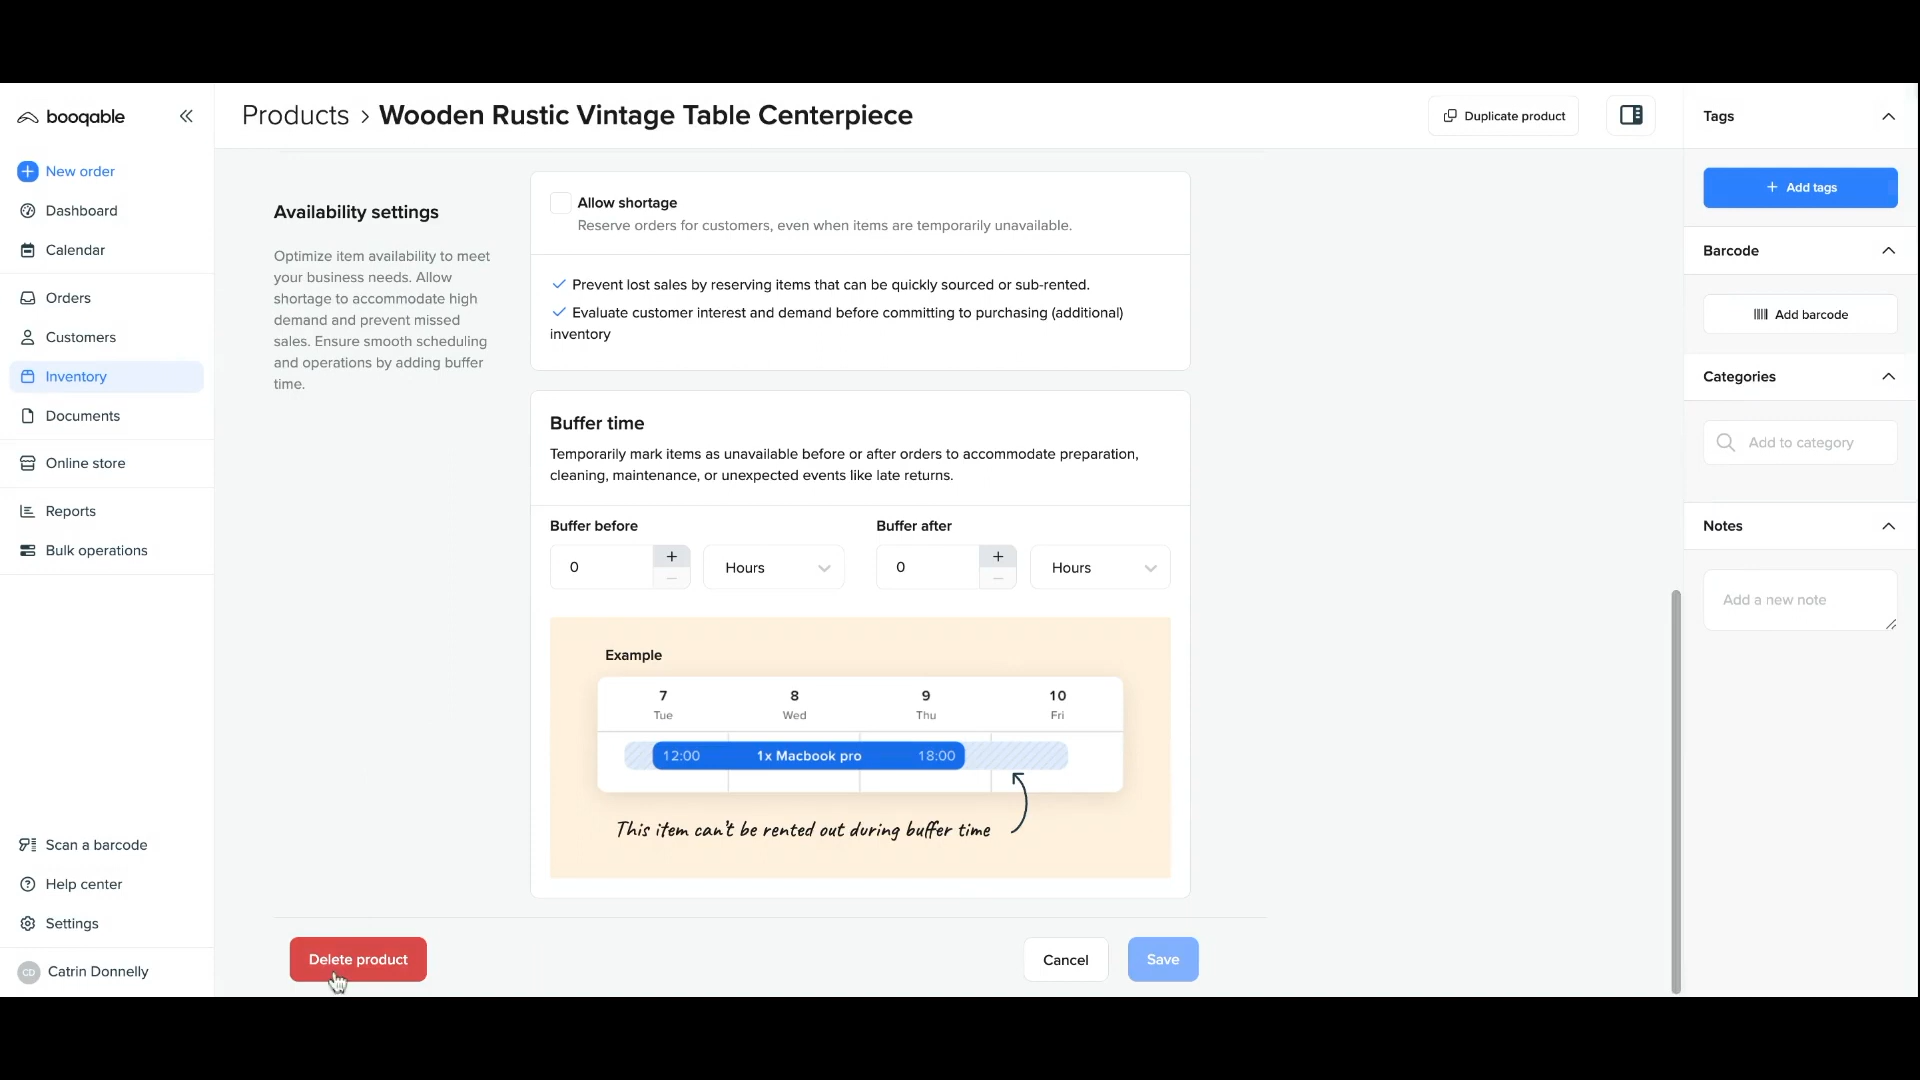 booqable
Products > Wooden Rustic Vintage Table Centerpiece
Duplicate product
New order
Dashboard
Calendar
Orders
Customers
Inventory
Documents
Online store
Reports
Bulk operations
Scan a barcode
Help center
Settings
CD Catrin Donnelly
Availability settings
Optimize item availability to meet
your business needs. Allow
shortage to accommodate high
demand and prevent missed
sales. Ensure smooth scheduling
and operations by adding buffer
time.
Allow shortage
Reserve orders for customers, even when items are temporarily unavailable.
Prevent lost sales by reserving items that can be quickly sourced or sub-rented.
Evaluate customer interest and demand before committing to purchasing (additional)
inventory
Buffer time
Temporarily mark items as unavailable before or after orders to accommodate preparation,
cleaning, maintenance, or unexpected events like late returns.
Buffer before Buffer after
0 + − Hours 0 + − Hours
Example
7 8 9 10
Tue Wed Thu Fri
12:00 1x Macbook pro 18:00
This item can't be rented out during buffer time
Delete product Cancel Save
Tags
+ Add tags
Barcode
Add barcode
Categories
Add to category
Notes
Add a new note